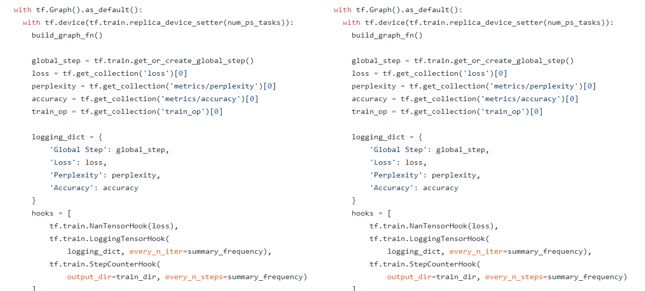 with tf.Graph().as_default():
  with tf.device(tf.train.replica_device_setter(num_ps_tasks)):
    build_graph_fn()

    global_step = tf.train.get_or_create_global_step()
    loss = tf.get_collection('loss')[0]
    perplexity = tf.get_collection('metrics/perplexity')[0]
    accuracy = tf.get_collection('metrics/accuracy')[0]
    train_op = tf.get_collection('train_op')[0]

    logging_dict = {
        'Global Step': global_step,
        'Loss': loss,
        'Perplexity': perplexity,
        'Accuracy': accuracy
    }
    hooks = [
        tf.train.NanTensorHook(loss),
        tf.train.LoggingTensorHook(
            logging_dict, every_n_iter=summary_frequency),
        tf.train.StepCounterHook(
            output_dir=train_dir, every_n_steps=summary_frequency)
    ]
with tf.Graph().as_default():
  with tf.device(tf.train.replica_device_setter(num_ps_tasks)):
    build_graph_fn()

    global_step = tf.train.get_or_create_global_step()
    loss = tf.get_collection('loss')[0]
    perplexity = tf.get_collection('metrics/perplexity')[0]
    accuracy = tf.get_collection('metrics/accuracy')[0]
    train_op = tf.get_collection('train_op')[0]

    logging_dict = {
        'Global Step': global_step,
        'Loss': loss,
        'Perplexity': perplexity,
        'Accuracy': accuracy
    }
    hooks = [
        tf.train.NanTensorHook(loss),
        tf.train.LoggingTensorHook(
            logging_dict, every_n_iter=summary_frequency),
        tf.train.StepCounterHook(
            output_dir=train_dir, every_n_steps=summary_frequency)
    ]